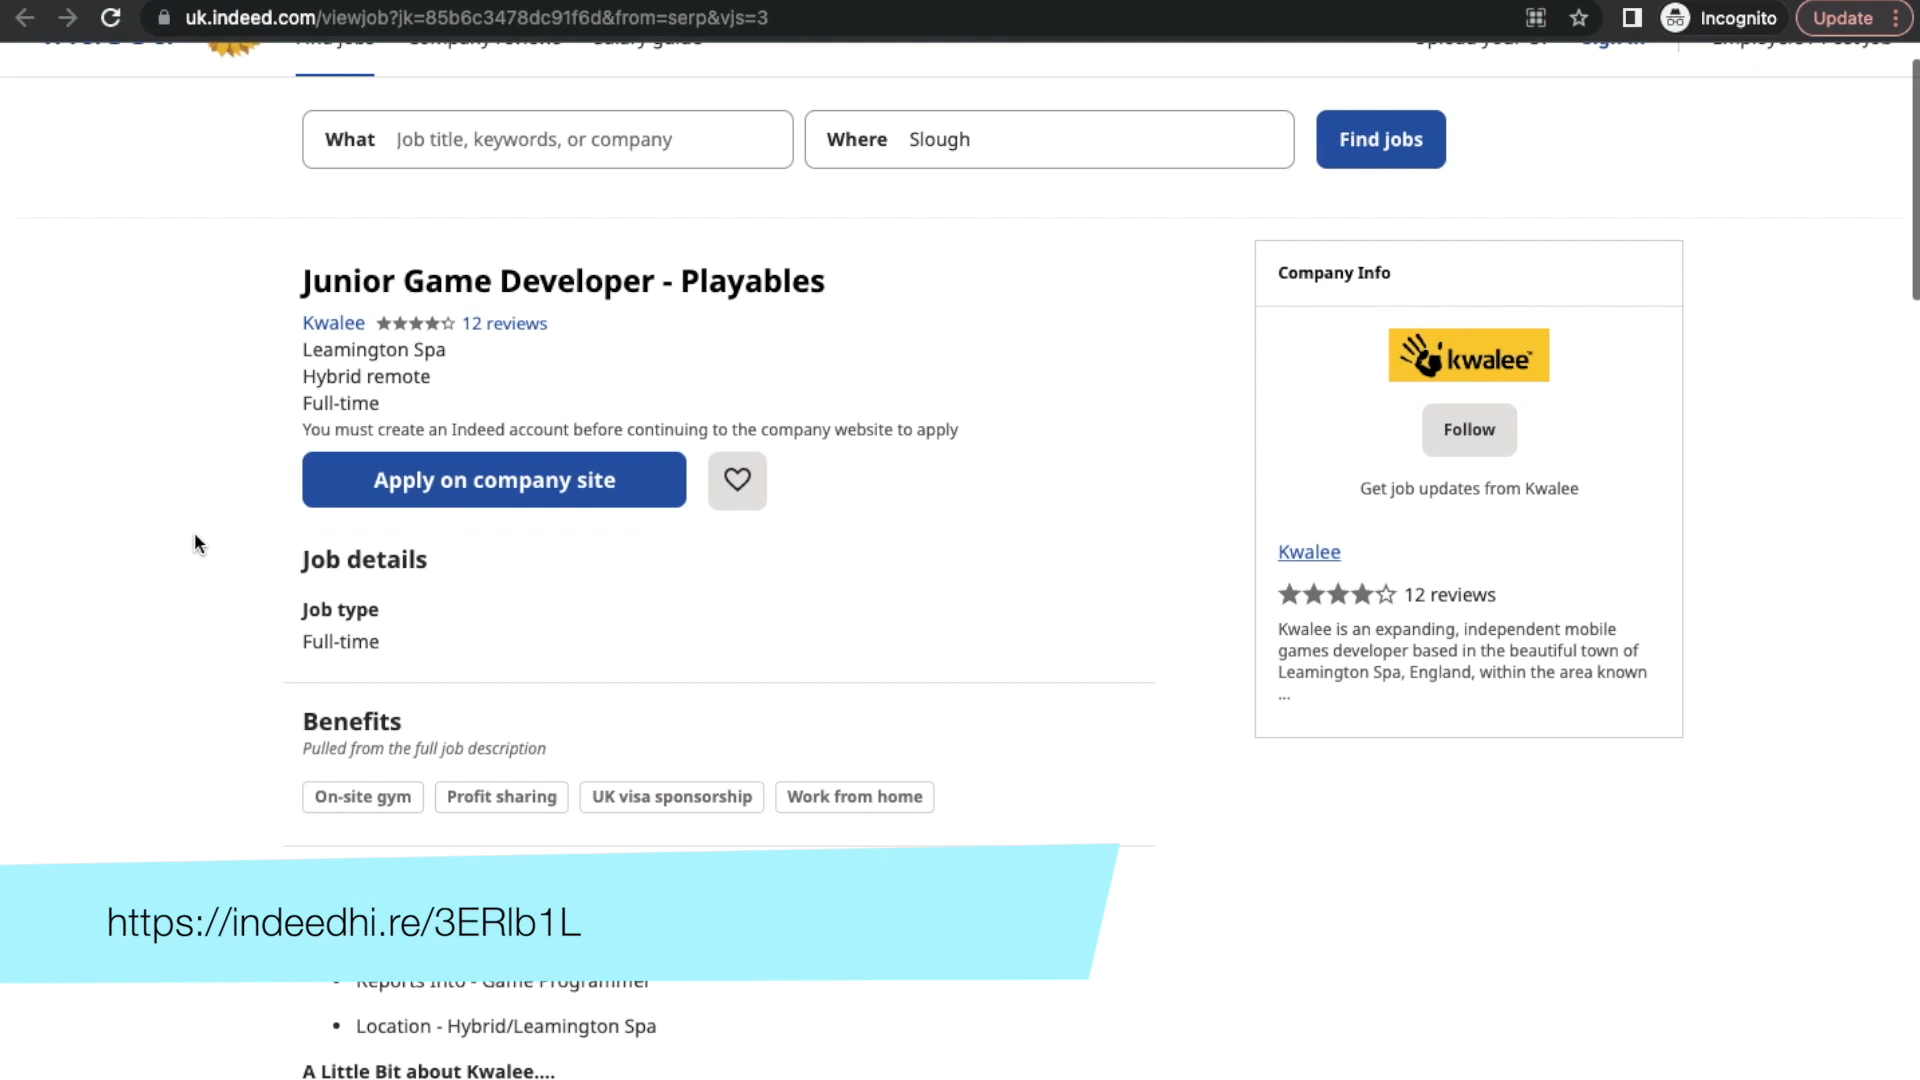 uk.indeed.com/viewjob?jk=85b6c3478dc91f6d&from=serp&vjs=3
Incognito
Update
What Job title, keywords, or company
Where Slough
Find jobs
Junior Game Developer - Playables
Kwalee 12 reviews
Leamington Spa
Hybrid remote
Full-time
You must create an Indeed account before continuing to the company website to apply
Apply on company site
Job details
Job type
Full-time
Benefits
Pulled from the full job description
On-site gym
Profit sharing
UK visa sponsorship
Work from home
https://indeedhi.re/3ERlb1L
Reports Into - Game Programmer
• Location - Hybrid/Leamington Spa
A Little Bit about Kwalee....
Company Info
kwalee™
Follow
Get job updates from Kwalee
Kwalee
12 reviews
Kwalee is an expanding, independent mobile
games developer based in the beautiful town of
Leamington Spa, England, within the area known
...